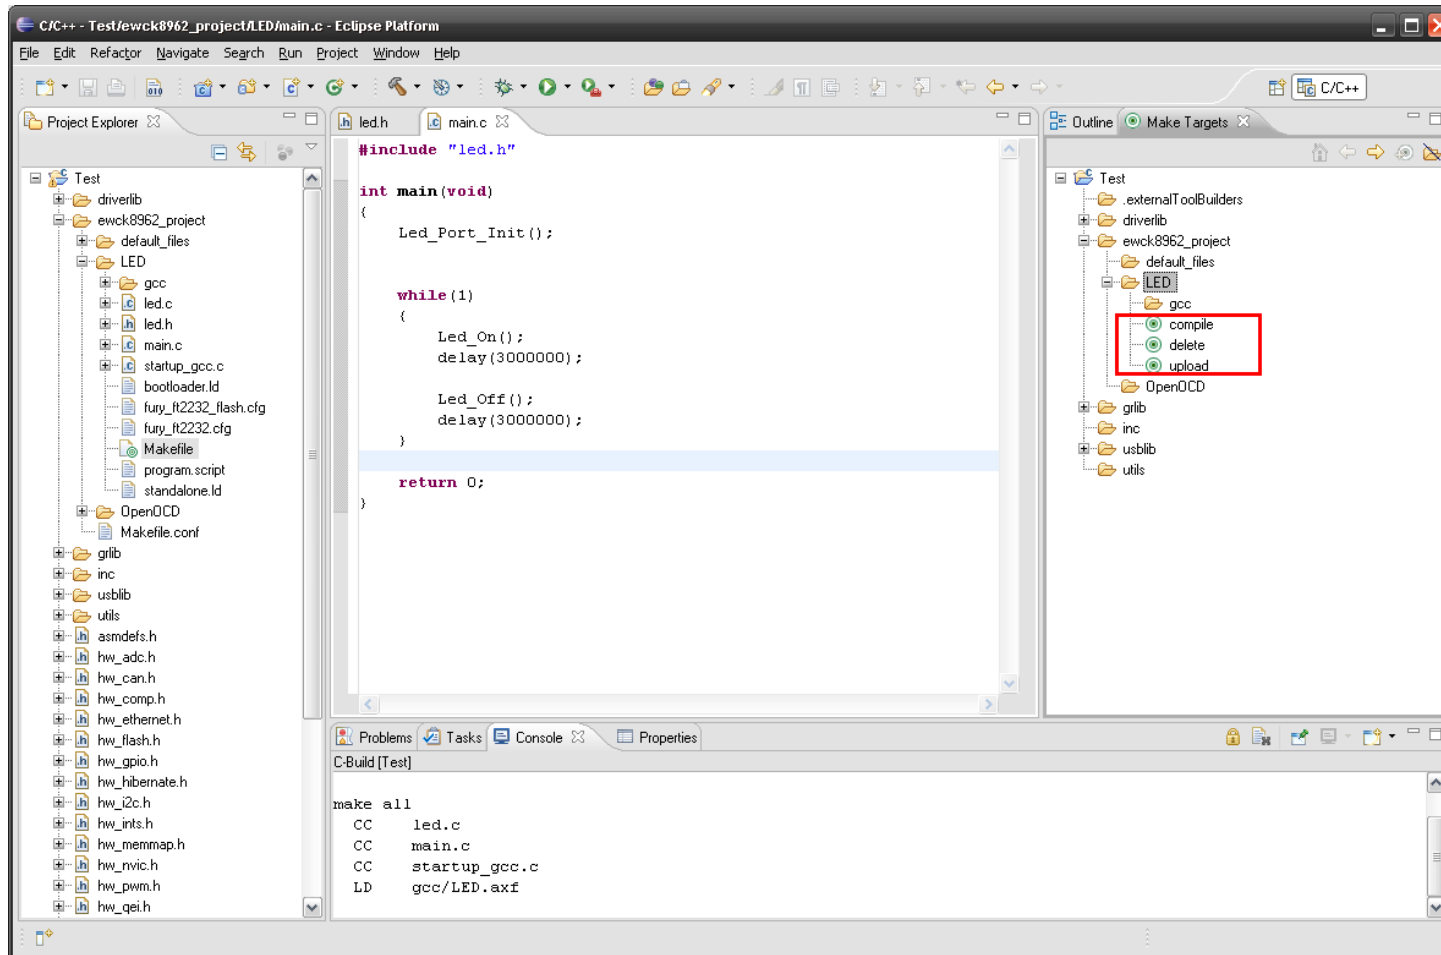 C/C++ - Test/ewck8962_project/LED/main.c - Eclipse Platform
File Edit Refactor Navigate Search Run Project Window Help
C/C++
Project Explorer
Test
driverlib
ewck8962_project
default_files
LED
gcc
led.c
led.h
main.c
startup_gcc.c
bootloader.ld
fury_ft2232_flash.cfg
fury_ft2232.cfg
Makefile
program.script
standalone.ld
OpenOCD
Makefile.conf
grlib
inc
usblib
utils
asmdefs.h
hw_adc.h
hw_can.h
hw_comp.h
hw_ethernet.h
hw_flash.h
hw_gpio.h
hw_hibernate.h
hw_i2c.h
hw_ints.h
hw_memmap.h
hw_nvic.h
hw_pwm.h
hw_qei.h
led.h main.c
#include "led.h"
int main(void)
{
Led_Port_Init();
while(1)
{
Led_On();
delay(3000000);
Led_Off();
delay(3000000);
}
return 0;
}
Outline Make Targets
Test
.externalToolBuilders
driverlib
ewck8962_project
default_files
LED
gcc
compile
delete
upload
OpenOCD
grlib
inc
usblib
utils
Problems Tasks Console Properties
C-Build [Test]
make all
CC led.c
CC main.c
CC startup_gcc.c
LD gcc/LED.axf